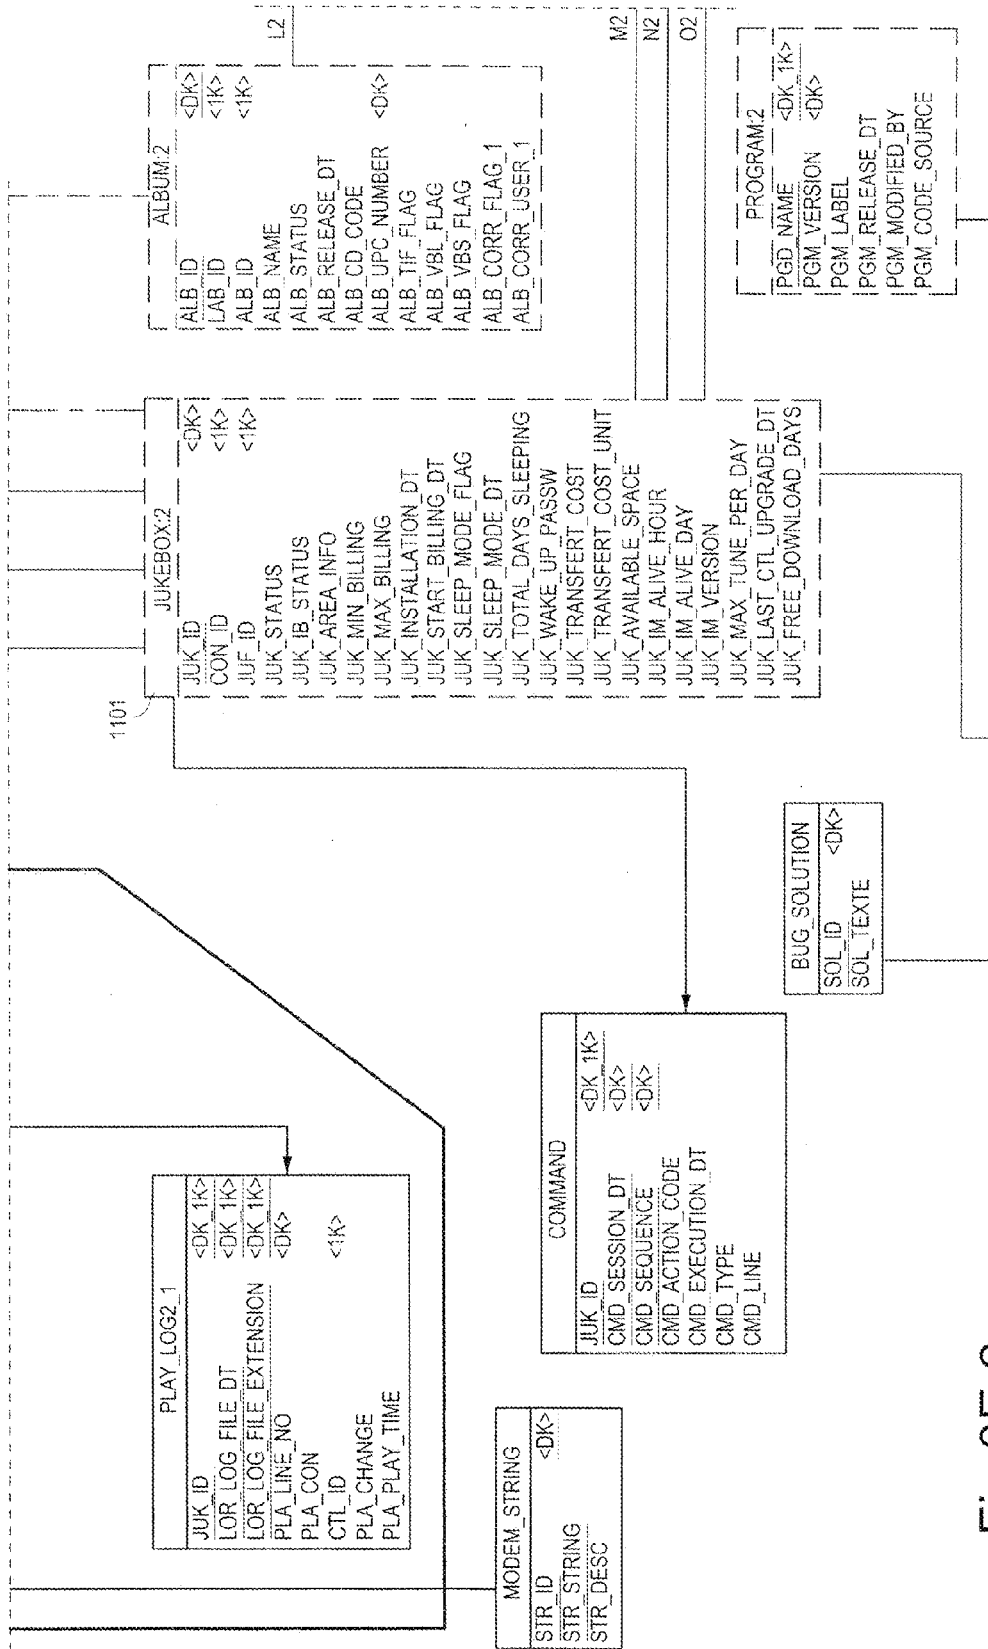 PLAY_LOG2_1
JUK_ID <DK_1K>
LOR_LOG_FILE_DT <DK_1K>
LOR_LOG_FILE_EXTENSION <DK_1K>
PLA_LINE_NO <DK>
PLA_CON
CTL_ID <1K>
PLA_CHANGE
PLA_PLAY_TIME
MODEM_STRING
STR_ID <DK>
STR_STRING
STR_DESC
COMMAND
JUK_ID <DK_1K>
CMD_SESSION_DT <DK>
CMD_SEQUENCE <DK>
CMD_ACTION_CODE
CMD_EXECUTION_DT
CMD_TYPE
CMD_LINE
BUG_SOLUTION
SOL_ID <DK>
SOL_TEXTE
1101
JUKEBOX:2
JUK_ID <DK>
CON_ID <1K>
JUF_ID <1K>
JUK_STATUS
JUK_IB_STATUS
JUK_AREA_INFO
JUK_MIN_BILLING
JUK_MAX_BILLING
JUK_INSTALLATION_DT
JUK_START_BILLING_DT
JUK_SLEEP_MODE_FLAG
JUK_SLEEP_MODE_DT
JUK_TOTAL_DAYS_SLEEPING
JUK_WAKE_UP_PASSW
JUK_TRANSFERT_COST
JUK_TRANSFERT_COST_UNIT
JUK_AVAILABLE_SPACE
JUK_IM_ALIVE_HOUR
JUK_IM_ALIVE_DAY
JUK_IM_VERSION
JUK_MAX_TUNE_PER_DAY
JUK_LAST_CTL_UPGRADE_DT
JUK_FREE_DOWNLOAD_DAYS
ALBUM:2
ALB_ID <DK>
LAB_ID <1K>
ALB_ID <1K>
ALB_NAME
ALB_STATUS
ALB_RELEASE_DT
ALB_CD_CODE
ALB_UPC_NUMBER <DK>
ALB_TIF_FLAG
ALB_VBL_FLAG
ALB_VBS_FLAG
ALB_CORR_FLAG_1
ALB_CORR_USER_1
L2
M2
N2
O2
PROGRAM:2
PGD_NAME <DK_1K>
PGM_VERSION <DK>
PGM_LABEL
PGM_RELEASE_DT
PGM_MODIFIED_BY
PGM_CODE_SOURCE